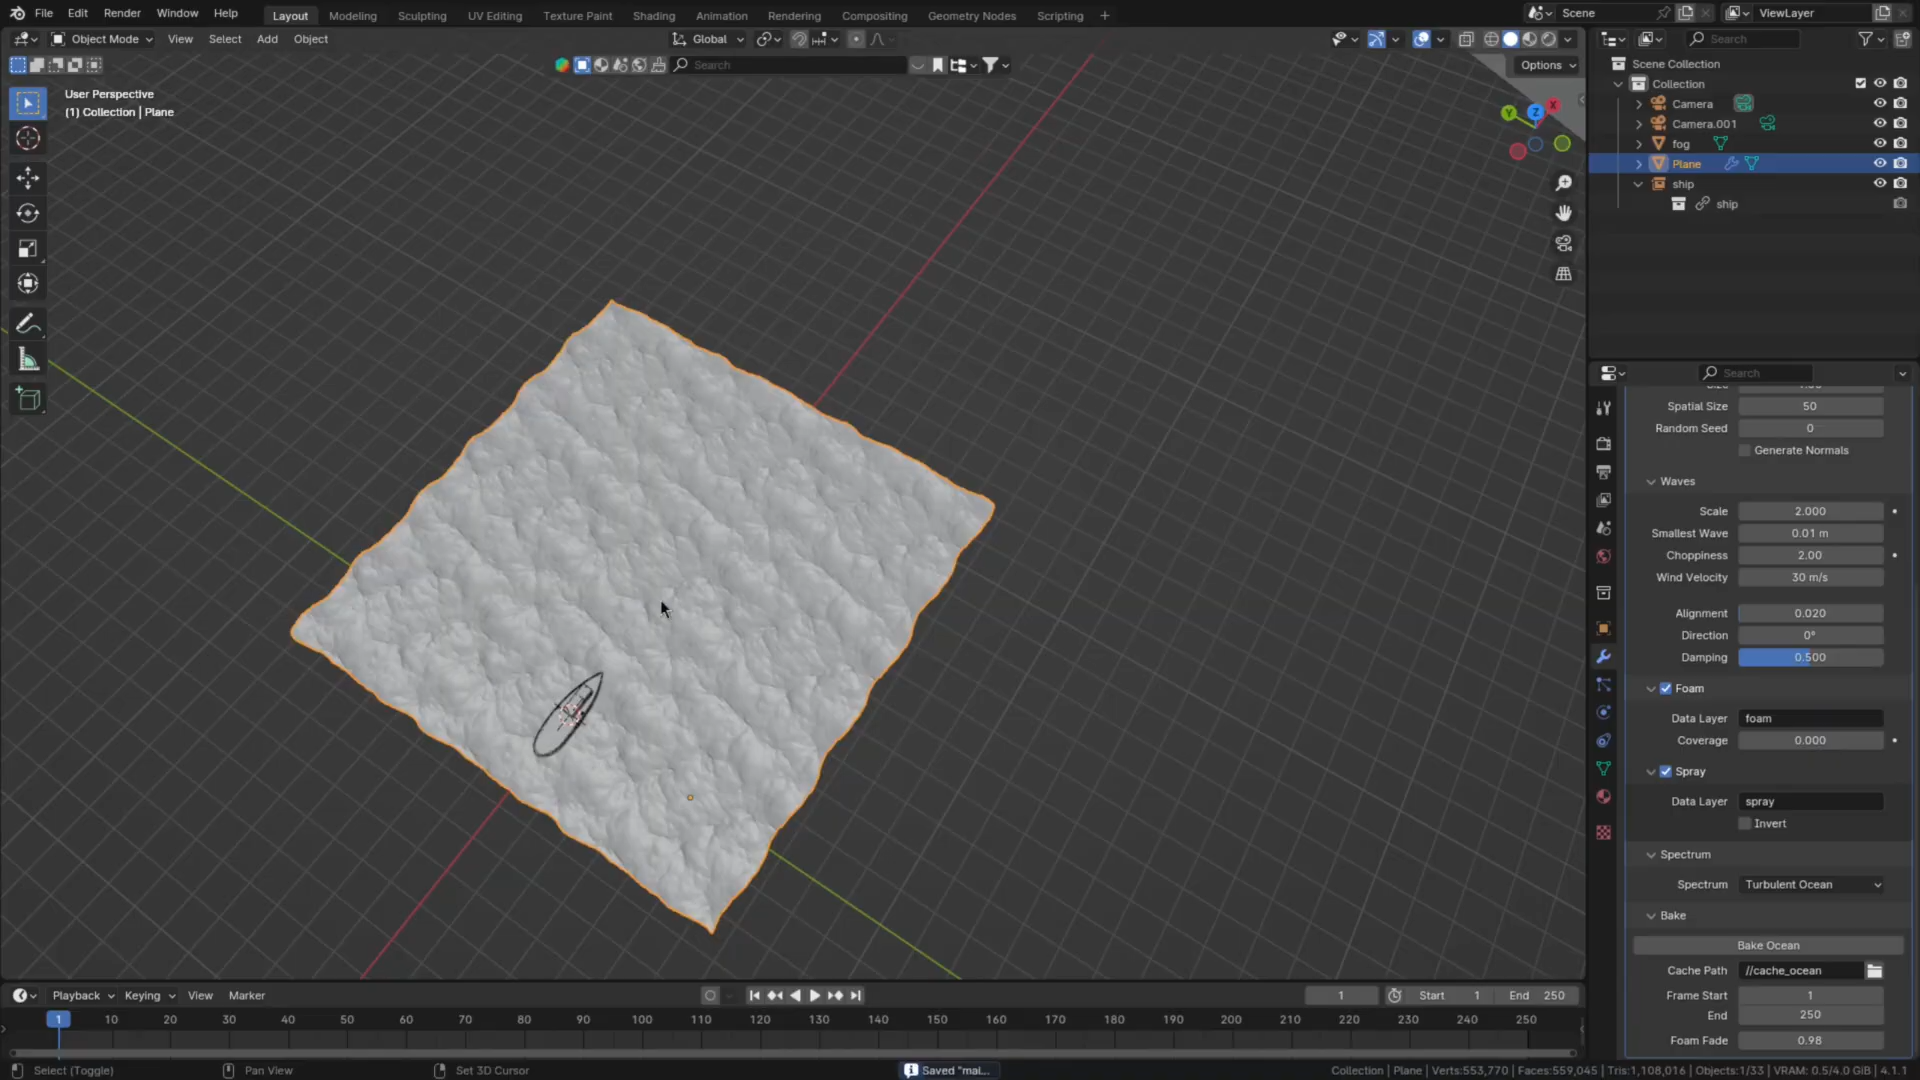 File Edit Render Window Help Layout Modeling Sculpting UV Editing Texture Paint Shading Animation Rendering Compositing Geometry Nodes Scripting + Scene ViewLayer
Object Mode View Select Add Object Global Search
Search Options
User Perspective
(1) Collection | Plane
Y Z X
Scene Collection
Collection
Camera
Camera.001
fog
Plane
ship
ship
Search
Spatial Size 50
Random Seed 0
Generate Normals
Waves
Scale 2.000
Smallest Wave 0.01 m
Choppiness 2.00
Wind Velocity 30 m/s
Alignment 0.020
Direction 0°
Damping 0.500
Foam
Data Layer foam
Coverage 0.000
Spray
Data Layer spray
Invert
Spectrum
Spectrum Turbulent Ocean
Bake
Bake Ocean
Cache Path //cache_ocean
Frame Start 1
End 250
Foam Fade 0.98
Playback Keying View Marker 1 Start 1 End 250
1 10 20 30 40 50 60 70 80 90 100 110 120 130 140 150 160 170 180 190 200 210 220 230 240 250
Select (Toggle) Pan View Set 3D Cursor Saved "mai... Collection | Plane | Verts:553,770 | Faces:559,045 | Tris:1,108,016 | Objects:1/33 | VRAM: 0.5/4.0 GiB | 4.1.1